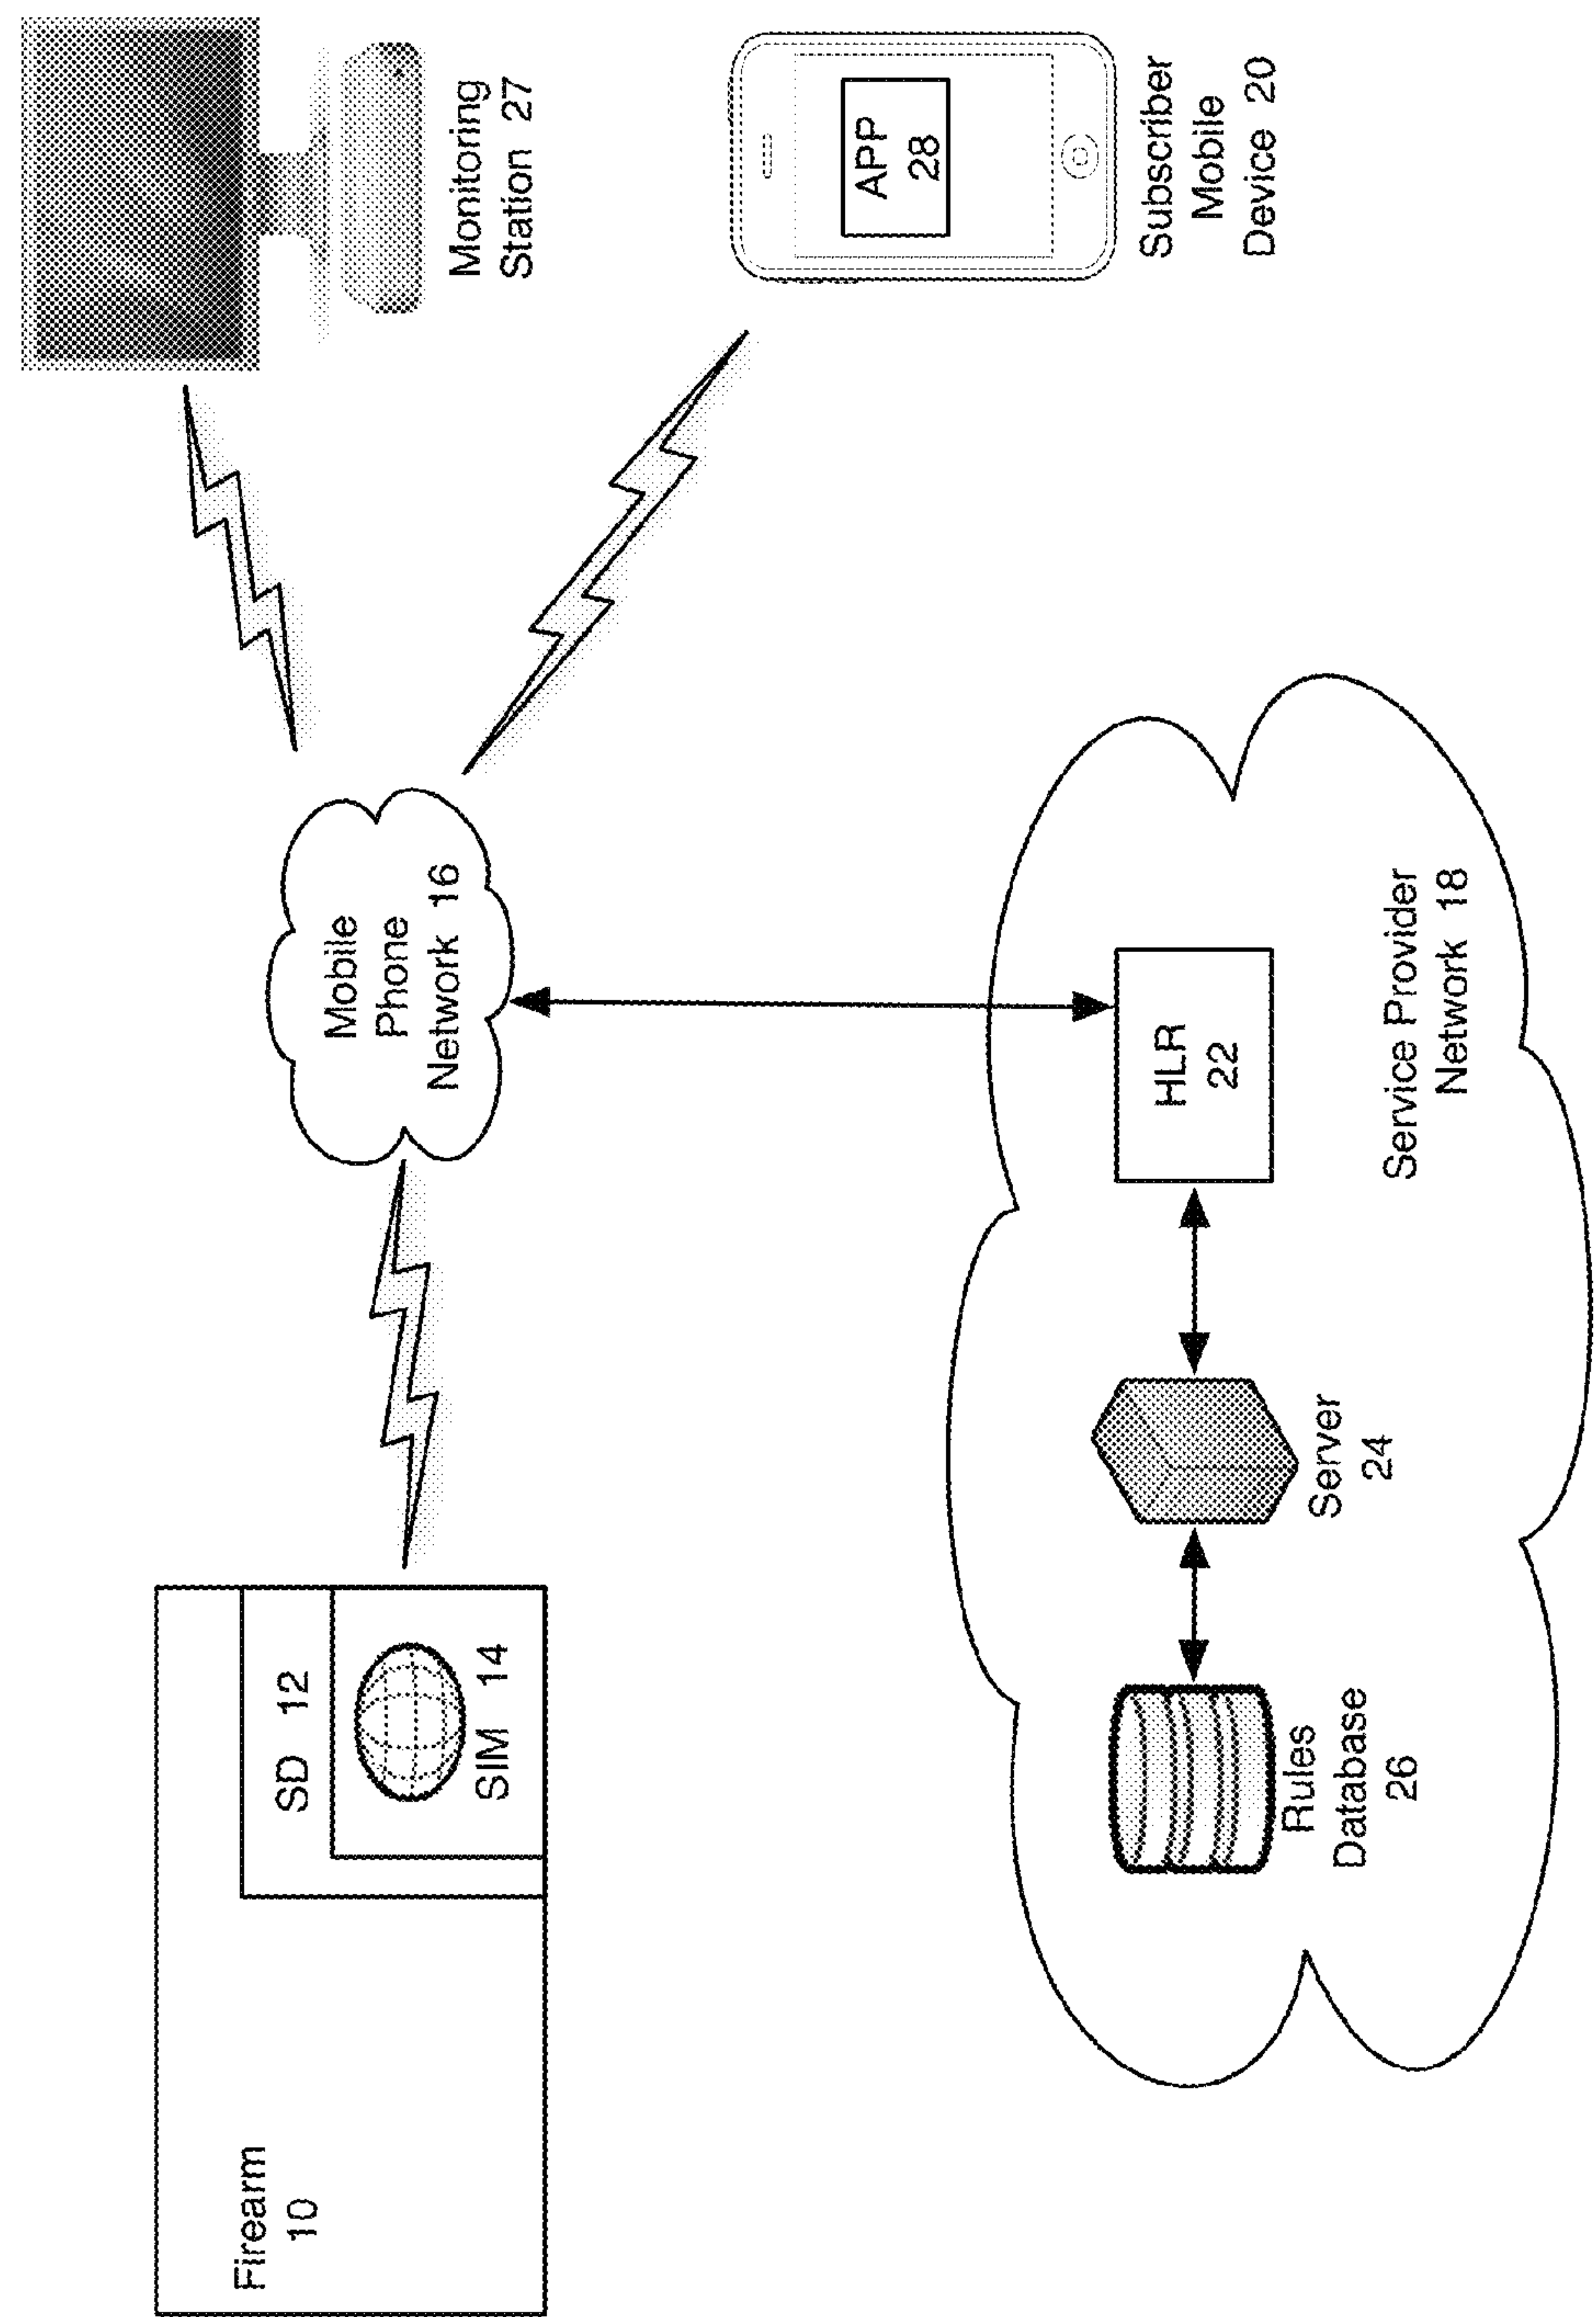 Firearm
10
SD 12
SIM 14
Mobile
Phone
Network 16
Monitoring
Station 27
APP
28
Subscriber
Mobile
Device 20
Rules
Database
26
Server
24
HLR
22
Service Provider
Network 18